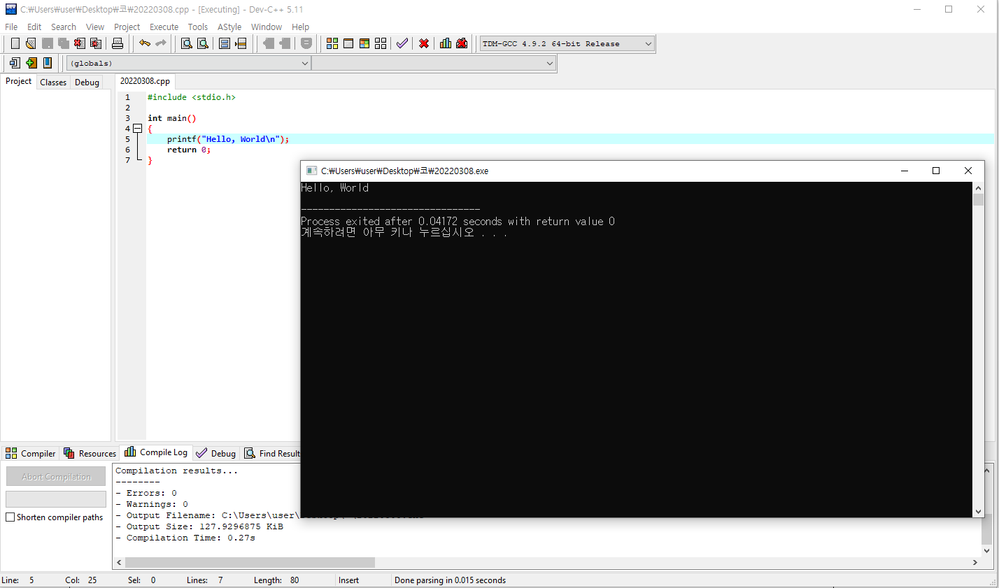 C:₩Users₩user₩Desktop₩코₩20220308.cpp - [Executing] - Dev-C++ 5.11
File Edit Search View Project Execute Tools AStyle Window Help
TDM-GCC 4.9.2 64-bit Release
(globals)
Project Classes Debug
20220308.cpp
1 #include <stdio.h>
2
3 int main()
4 {
5 printf("Hello, World\n");
6 return 0;
7 }
C:₩Users₩user₩Desktop₩코₩20220308.exe
Hello, World
--------------------------------
Process exited after 0.04172 seconds with return value 0
계속하려면 아무 키나 누르십시오 . . .
Compiler Resources Compile Log Debug Find Result
Abort Compilation
Shorten compiler paths
Compilation results...
--------
- Errors: 0
- Warnings: 0
- Output Filename: C:\Users\user\
- Output Size: 127.9296875 KiB
- Compilation Time: 0.27s
Line: 5 Col: 25 Sel: 0 Lines: 7 Length: 80 Insert Done parsing in 0.015 seconds